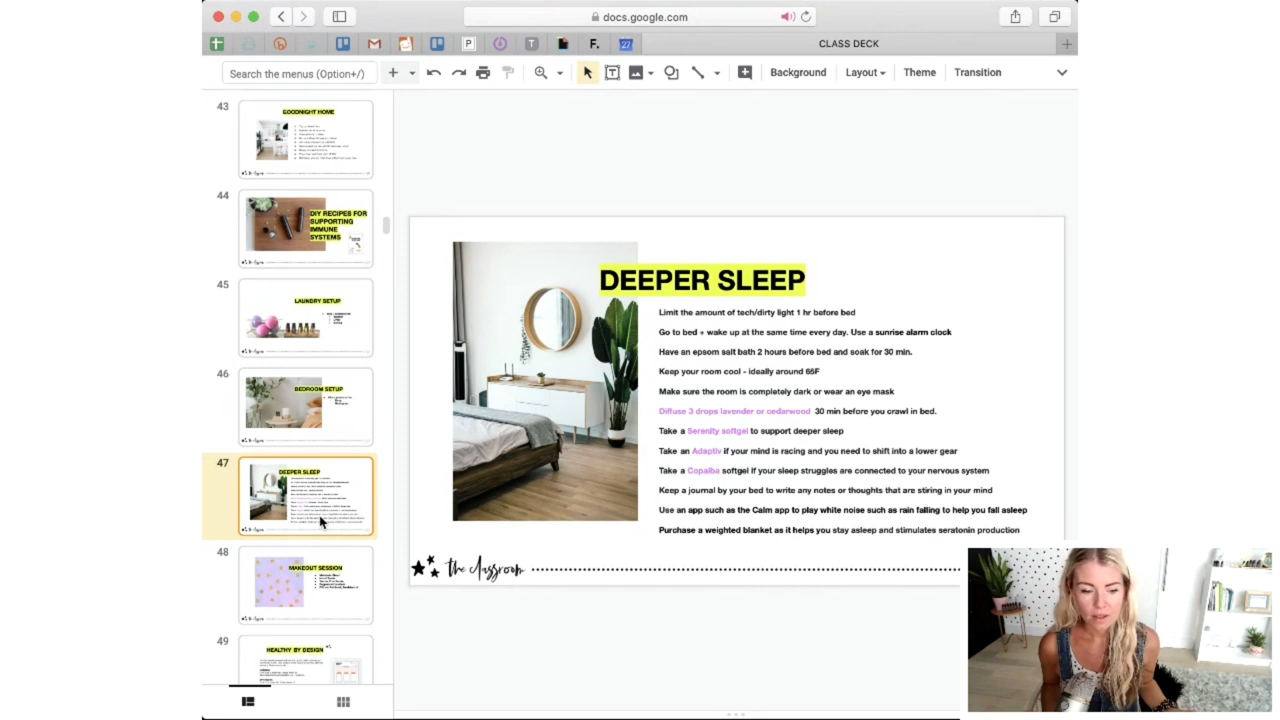 docs.google.com
P
T
F.
27
CLASS DECK
Search the menus (Option+/)
Background
Layout
Theme
Transition
43
GOODNIGHT HOME
44
DIY RECIPES FOR
SUPPORTING
IMMUNE
SYSTEMS
45
LAUNDRY SETUP
46
BEDROOM SETUP
47
DEEPER SLEEP
48
MAKEOUT SESSION
49
HEALTHY BY DESIGN
DEEPER SLEEP
Limit the amount of tech/dirty light 1 hr before bed
Go to bed + wake up at the same time every day. Use a sunrise alarm clock
Have an epsom salt bath 2 hours before bed and soak for 30 min.
Keep your room cool - ideally around 65F
Make sure the room is completely dark or wear an eye mask
Diffuse 3 drops lavender or cedarwood 30 min before you crawl in bed.
Take a Serenity softgel to support deeper sleep
Take an Adaptiv if your mind is racing and you need to shift into a lower gear
Take a Copaiba softgel if your sleep struggles are connected to your nervous system
Keep a journal by your bed to write any notes or thoughts that are stiring in your mind
Use an app such as the Calm app to play white noise such as rain falling to help you fall asleep
Purchase a weighted blanket as it helps you stay asleep and stimulates seratonin production
the classroom